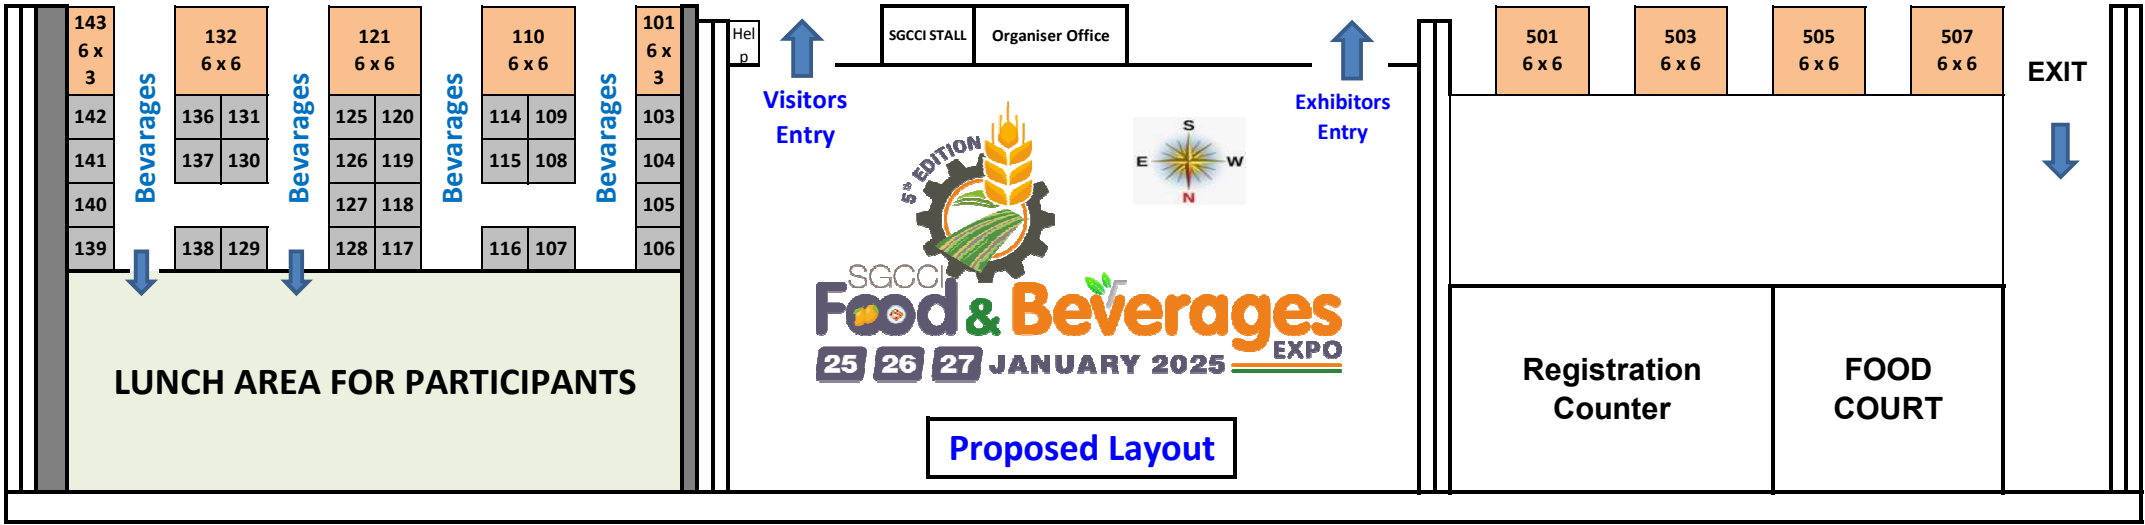 143
6 x
3
132
6 x 6
121
6 x 6
110
6 x 6
101
6 x
3
Bevarages
Bevarages
Bevarages
Bevarages
142
136 131
125 120
114 109
103
141
137 130
126 119
115 108
104
140
127 118
105
139
138 129
128 117
116 107
106
LUNCH AREA FOR PARTICIPANTS
Hel
p
Visitors
Entry
SGCCI STALL
Organiser Office
Exhibitors
Entry
S
E W
N
5th EDITION
SGCCI
Food & Beverages
EXPO
25 26 27 JANUARY 2025
Proposed Layout
501
6 x 6
503
6 x 6
505
6 x 6
507
6 x 6
EXIT
Registration
Counter
FOOD
COURT